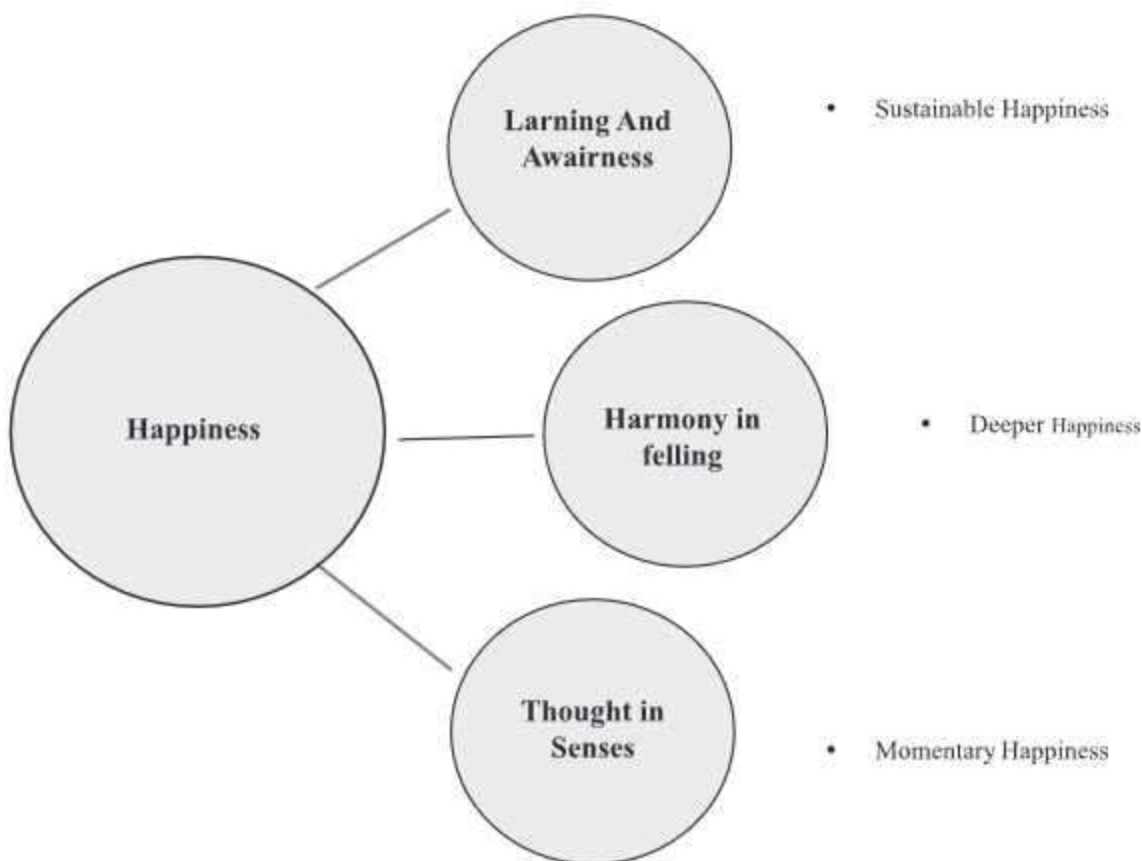 Larning And
Awairness
• Sustainable Happiness
Happiness
Harmony in
felling
• Deeper Happiness
Thought in
Senses
• Momentary Happiness